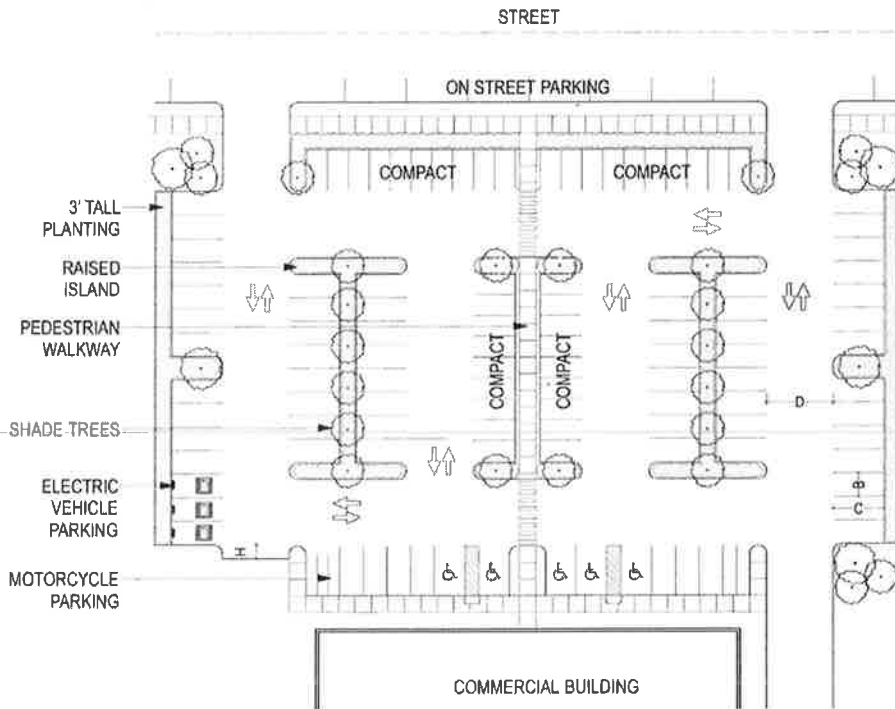 STREET
ON STREET PARKING
COMPACT
COMPACT
3' TALL
PLANTING
RAISED
ISLAND
PEDESTRIAN
WALKWAY
COMPACT
COMPACT
D
SHADE TREES
ELECTRIC
VEHICLE
PARKING
B
C
H
MOTORCYCLE
PARKING
COMMERCIAL BUILDING